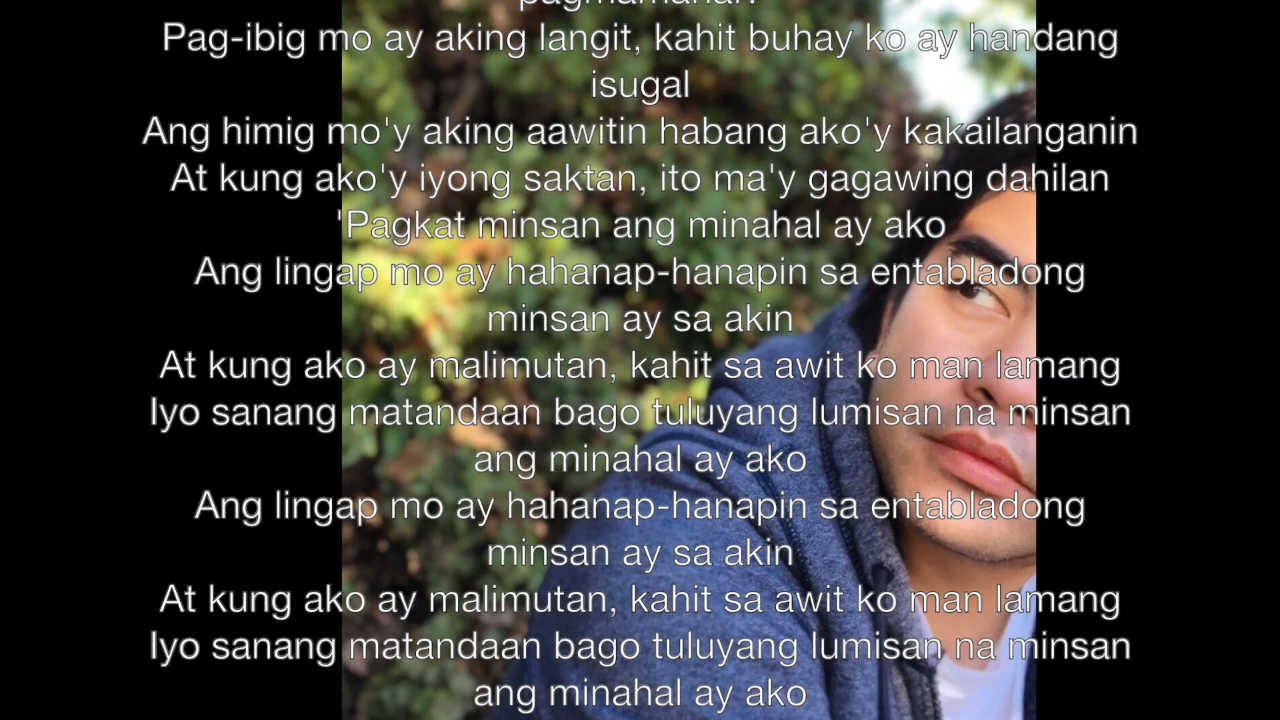 Pag-ibig mo ay aking langit, kahit buhay ko ay handang
isugal
Ang himig mo'y aking aawitin habang ako'y kakailanganin
At kung ako'y iyong saktan, ito ma'y gagawing dahilan
'Pagkat minsan ang minahal ay ako
Ang lingap mo ay hahanap-hanapin sa entabladong
minsan ay sa akin
At kung ako ay malimutan, kahit sa awit ko man lamang
Iyo sanang matandaan bago tuluyang lumisan na minsan
ang minahal ay ako
Ang lingap mo ay hahanap-hanapin sa entabladong
minsan ay sa akin
At kung ako ay malimutan, kahit sa awit ko man lamang
Iyo sanang matandaan bago tuluyang lumisan na minsan
ang minahal ay ako